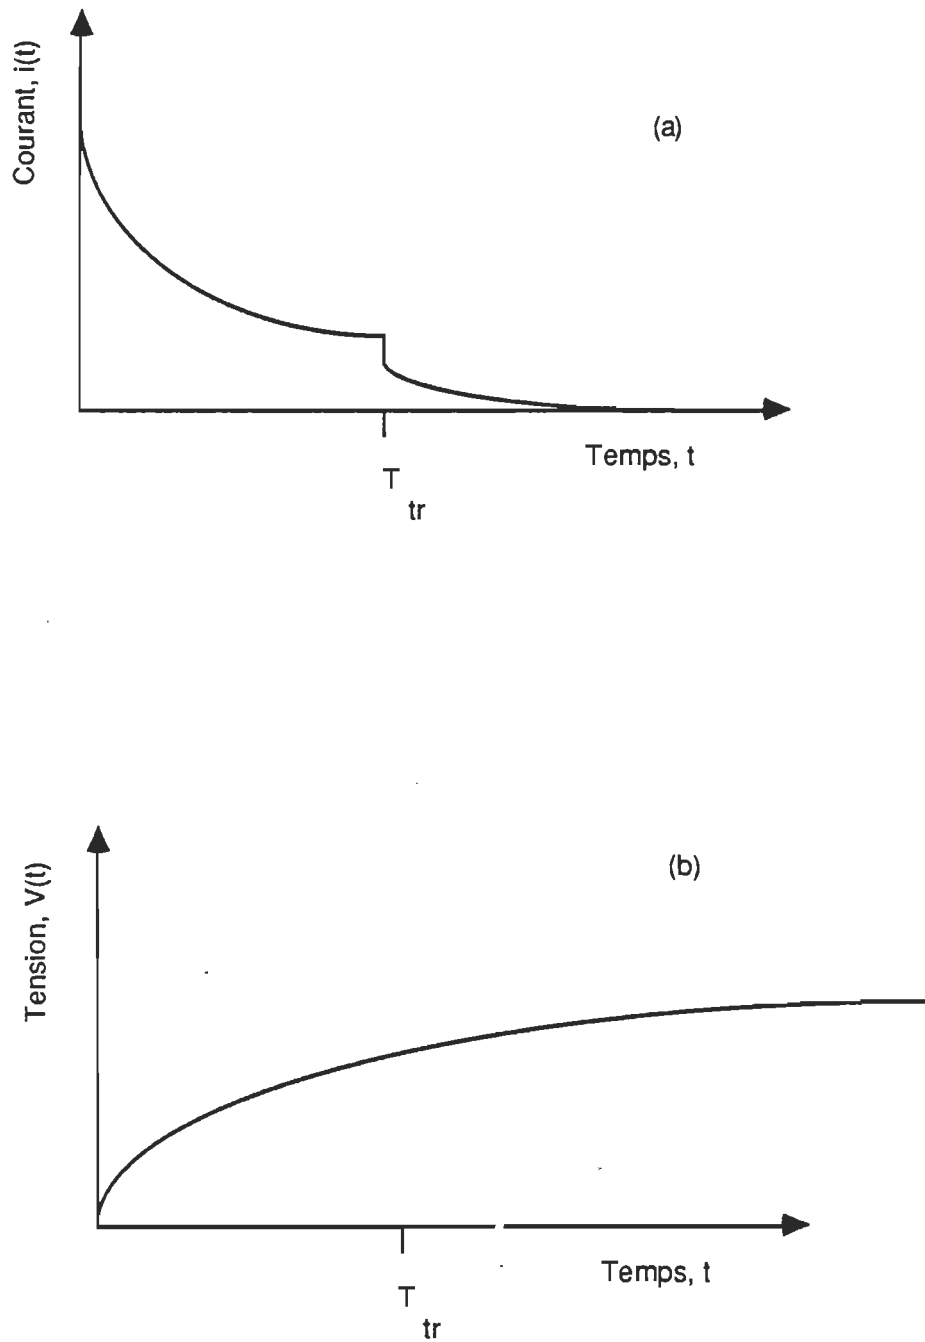 Courant, i(t)
(a)
Temps, t
T
tr
Tension, V(t)
(b)
Temps, t
T
tr